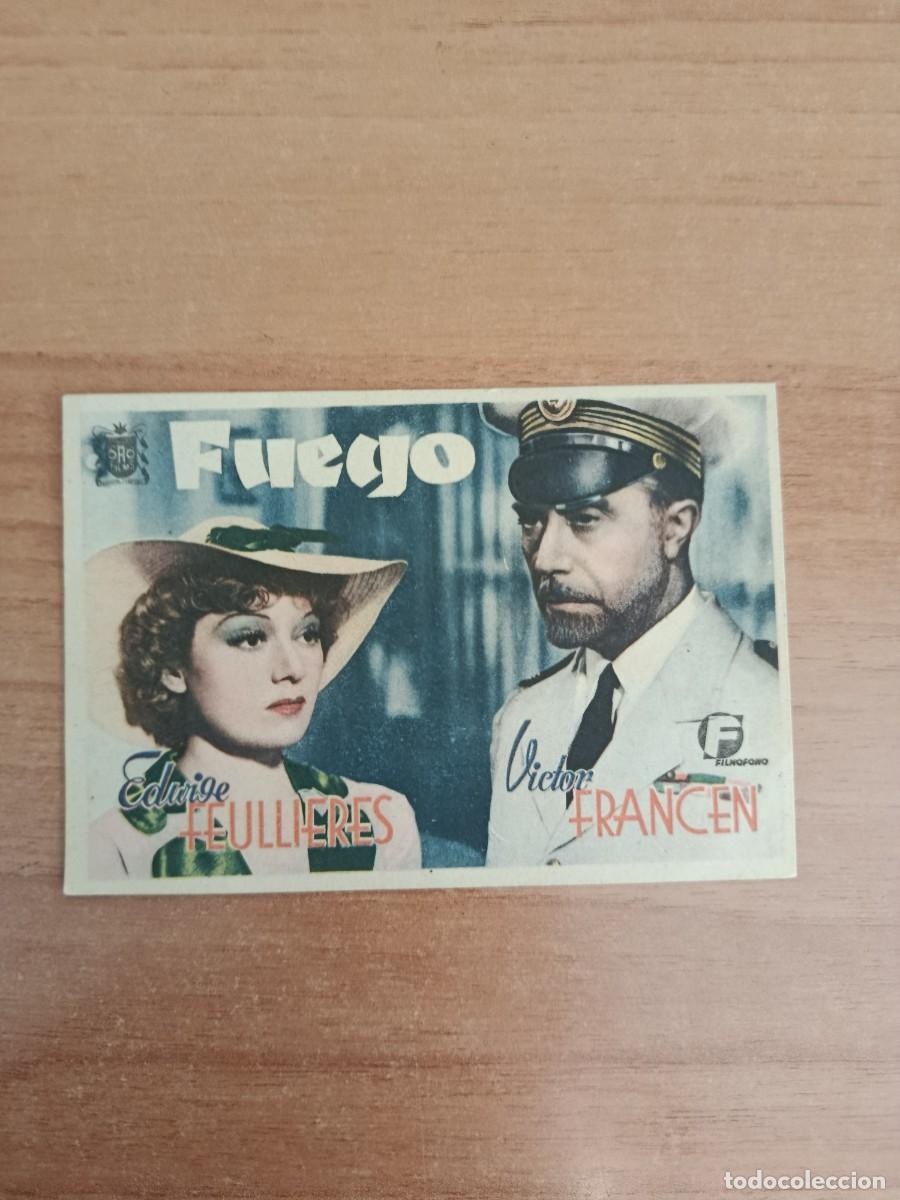 Fuego
Edwige
FEULLIERES
Victor
FRANCEN
F
FILMOFONO
todocoleccion